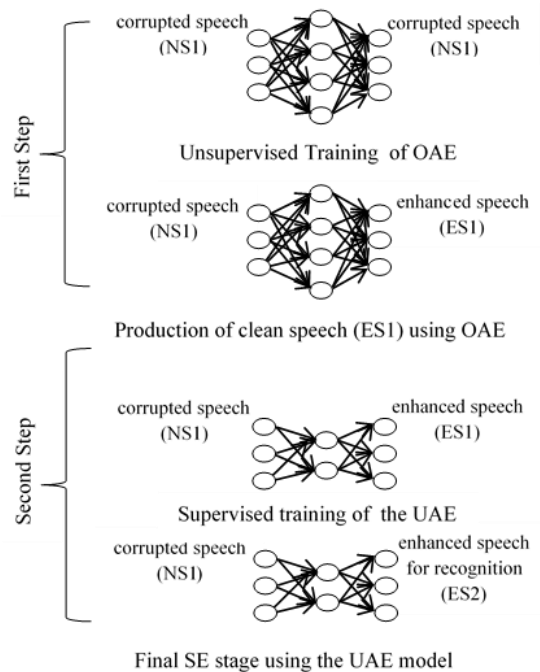 First Step
corrupted speech
(NS1)
corrupted speech
(NS1)
Unsupervised Training of OAE
corrupted speech
(NS1)
enhanced speech
(ES1)
Production of clean speech (ES1) using OAE
Second Step
corrupted speech
(NS1)
enhanced speech
(ES1)
Supervised training of the UAE
corrupted speech
(NS1)
enhanced speech
for recognition
(ES2)
Final SE stage using the UAE model